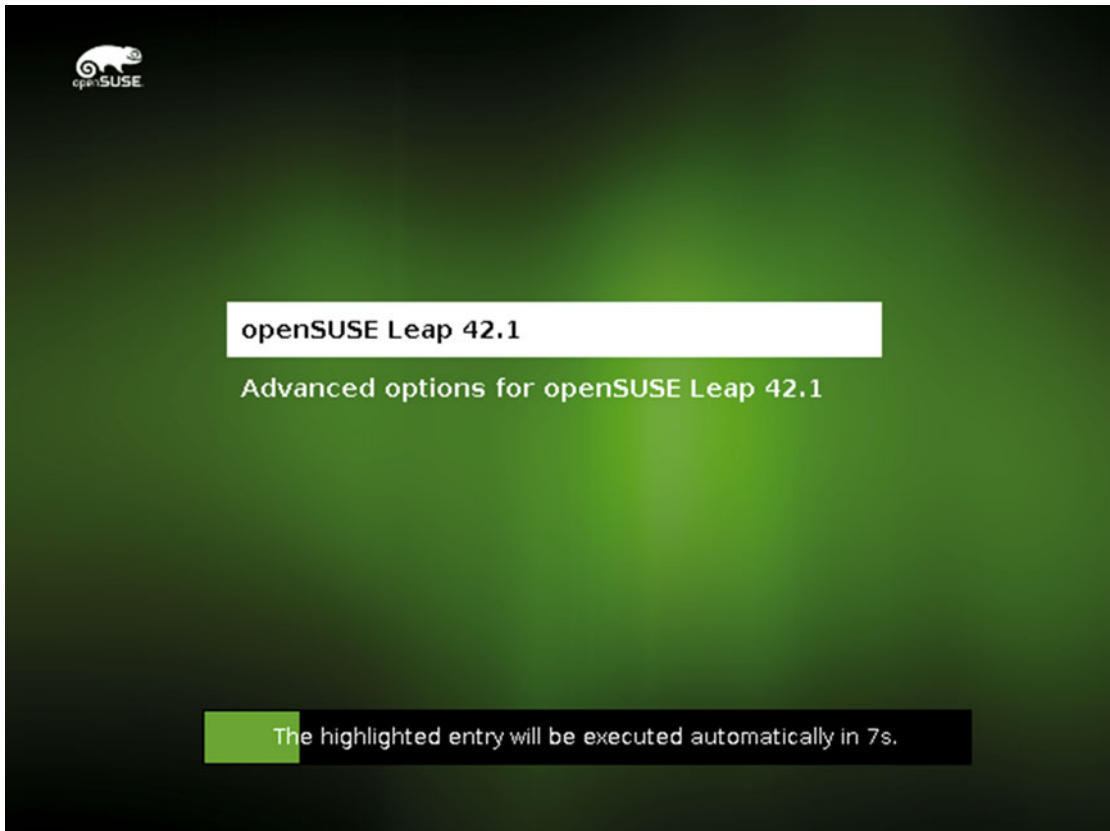 openSUSE
openSUSE Leap 42.1
Advanced options for openSUSE Leap 42.1
The highlighted entry will be executed automatically in 7s.